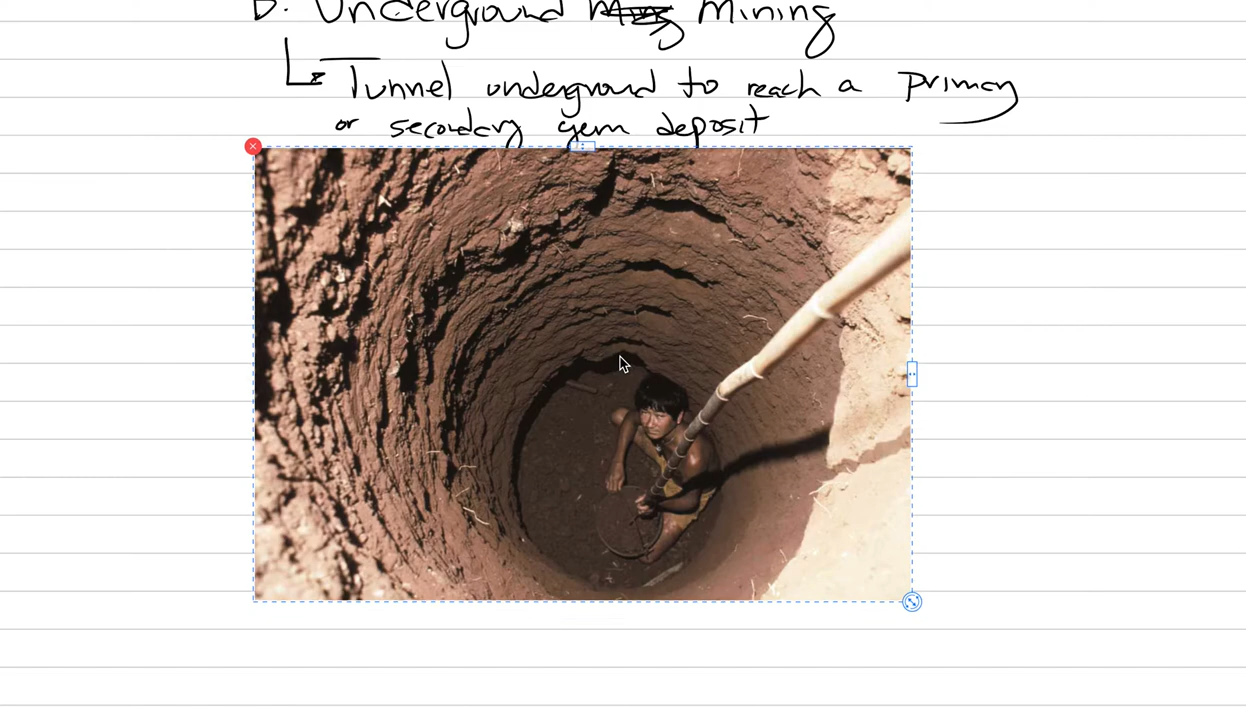 B. Underground Mining
Tunnel underground to reach a primary
or secondary gem deposit